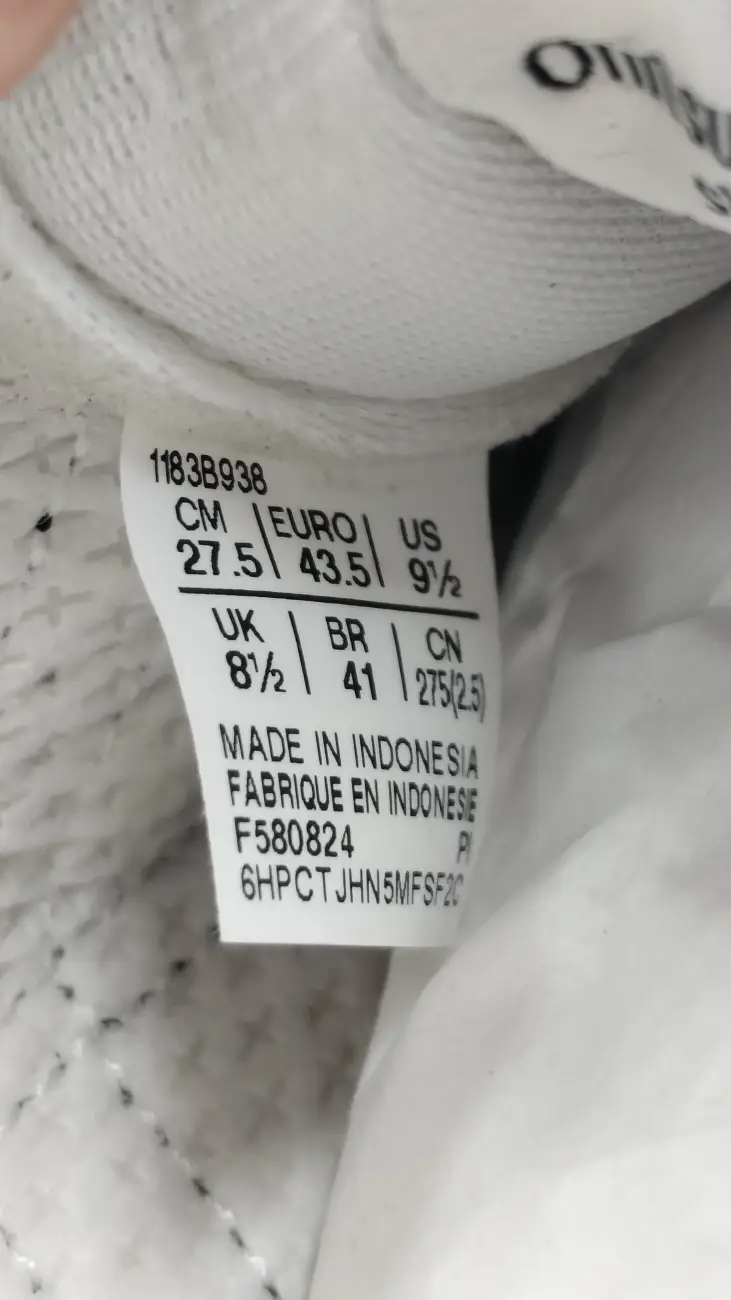 1183B938
CM | EURO | US
27.5 | 43.5 | 9½
UK | BR | CN
8½ | 41 | 275(2.5)
MADE IN INDONESIA
FABRIQUE EN INDONESIE
F580824 PI
6HPCTJHN5MFSF2C